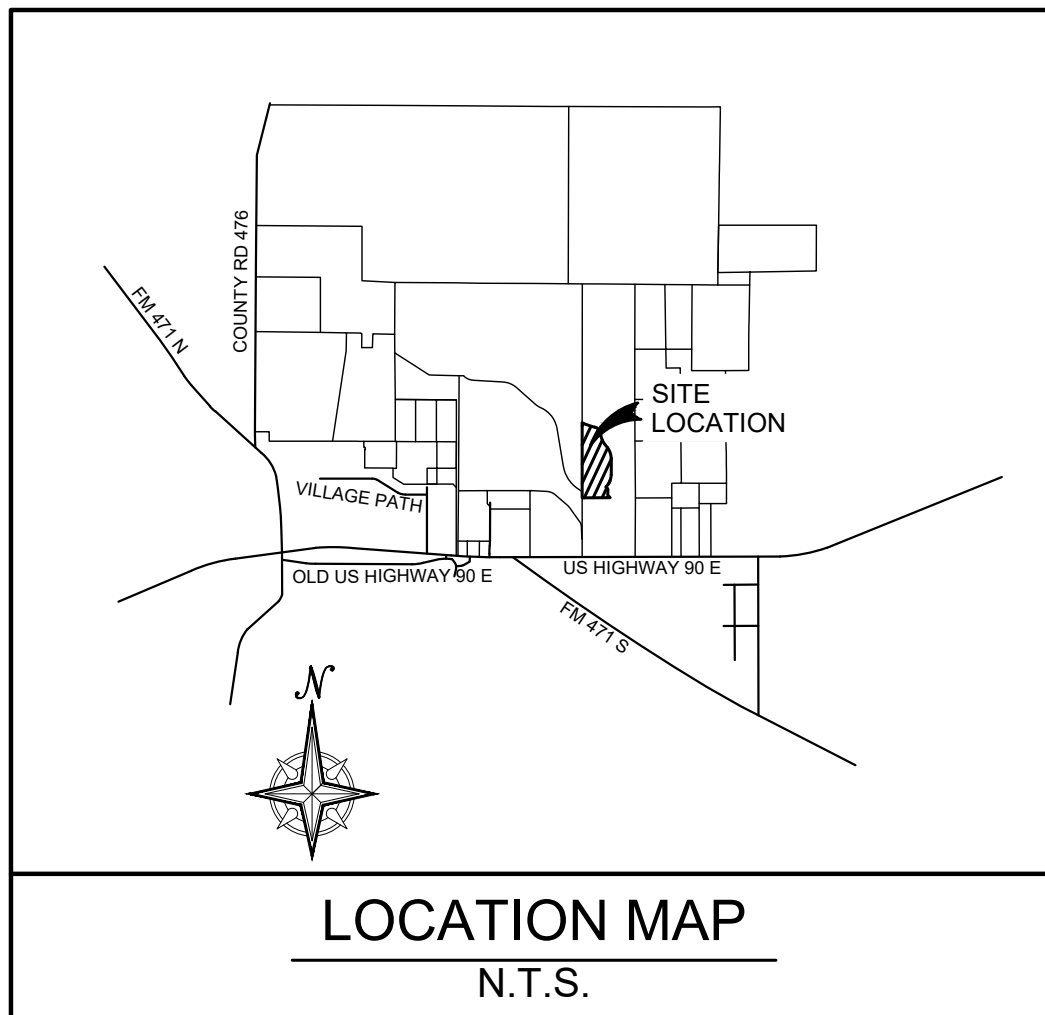 COUNTY RD 476
FM 471 N
SITE
LOCATION
VILLAGE PATH
OLD US HIGHWAY 90 E
US HIGHWAY 90 E
FM 471 S
N
LOCATION MAP
N.T.S.